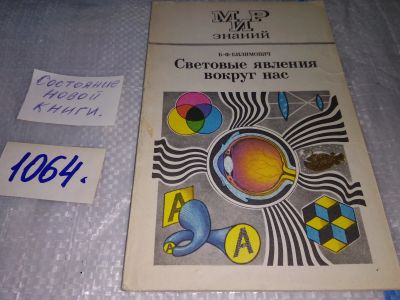 МИР
знаний
Б·Ф·БИЛИМОВИЧ
Световые явления
вокруг нас
А
А
Состояние
новой
книги.
1064.